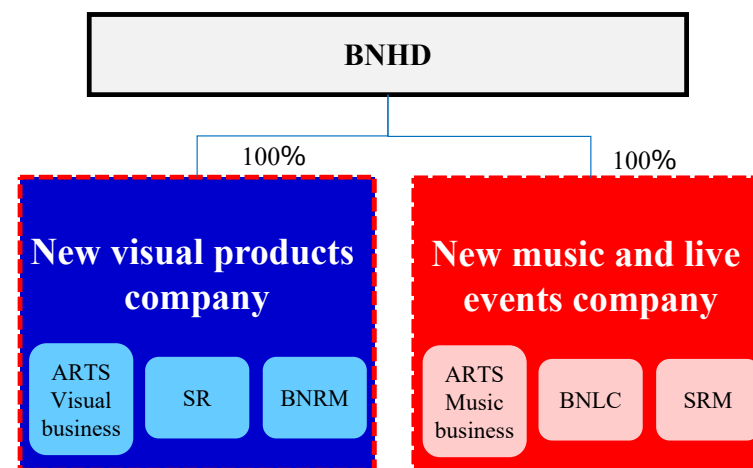 BNHD
100%
100%
New visual products
company
New music and live
events company
ARTS
Visual
business
SR
BNRM
ARTS
Music
business
BNLC
SRM